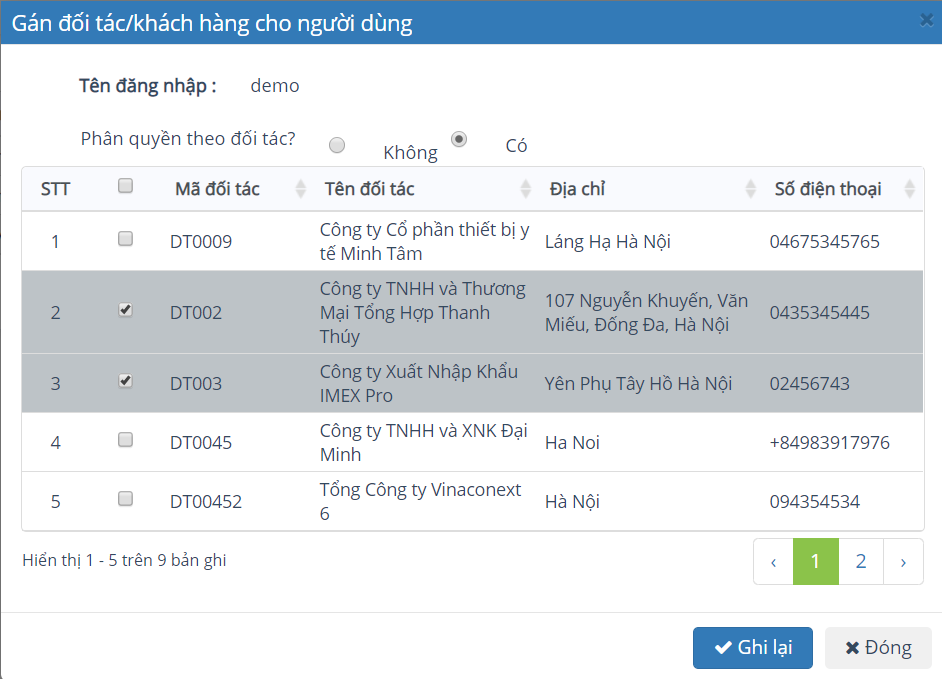 Gán đối tác/khách hàng cho người dùng ×
Tên đăng nhập : demo
Phân quyền theo đối tác? Không Có
STT Mã đối tác Tên đối tác Địa chỉ Số điện thoại
1 DT0009 Công ty Cổ phần thiết bị y Láng Hạ Hà Nội 04675345765
tế Minh Tâm
2 DT002 Công ty TNHH và Thương 107 Nguyễn Khuyến, Văn 0435345445
Mại Tổng Hợp Thanh Miếu, Đống Đa, Hà Nội
Thúy
3 DT003 Công ty Xuất Nhập Khẩu Yên Phụ Tây Hồ Hà Nội 02456743
IMEX Pro
4 DT0045 Công ty TNHH và XNK Đại Ha Noi +84983917976
Minh
5 DT00452 Tổng Công ty Vinaconext Hà Nội 094354534
6
Hiển thị 1 - 5 trên 9 bản ghi ‹ 1 2 ›
Ghi lại Đóng